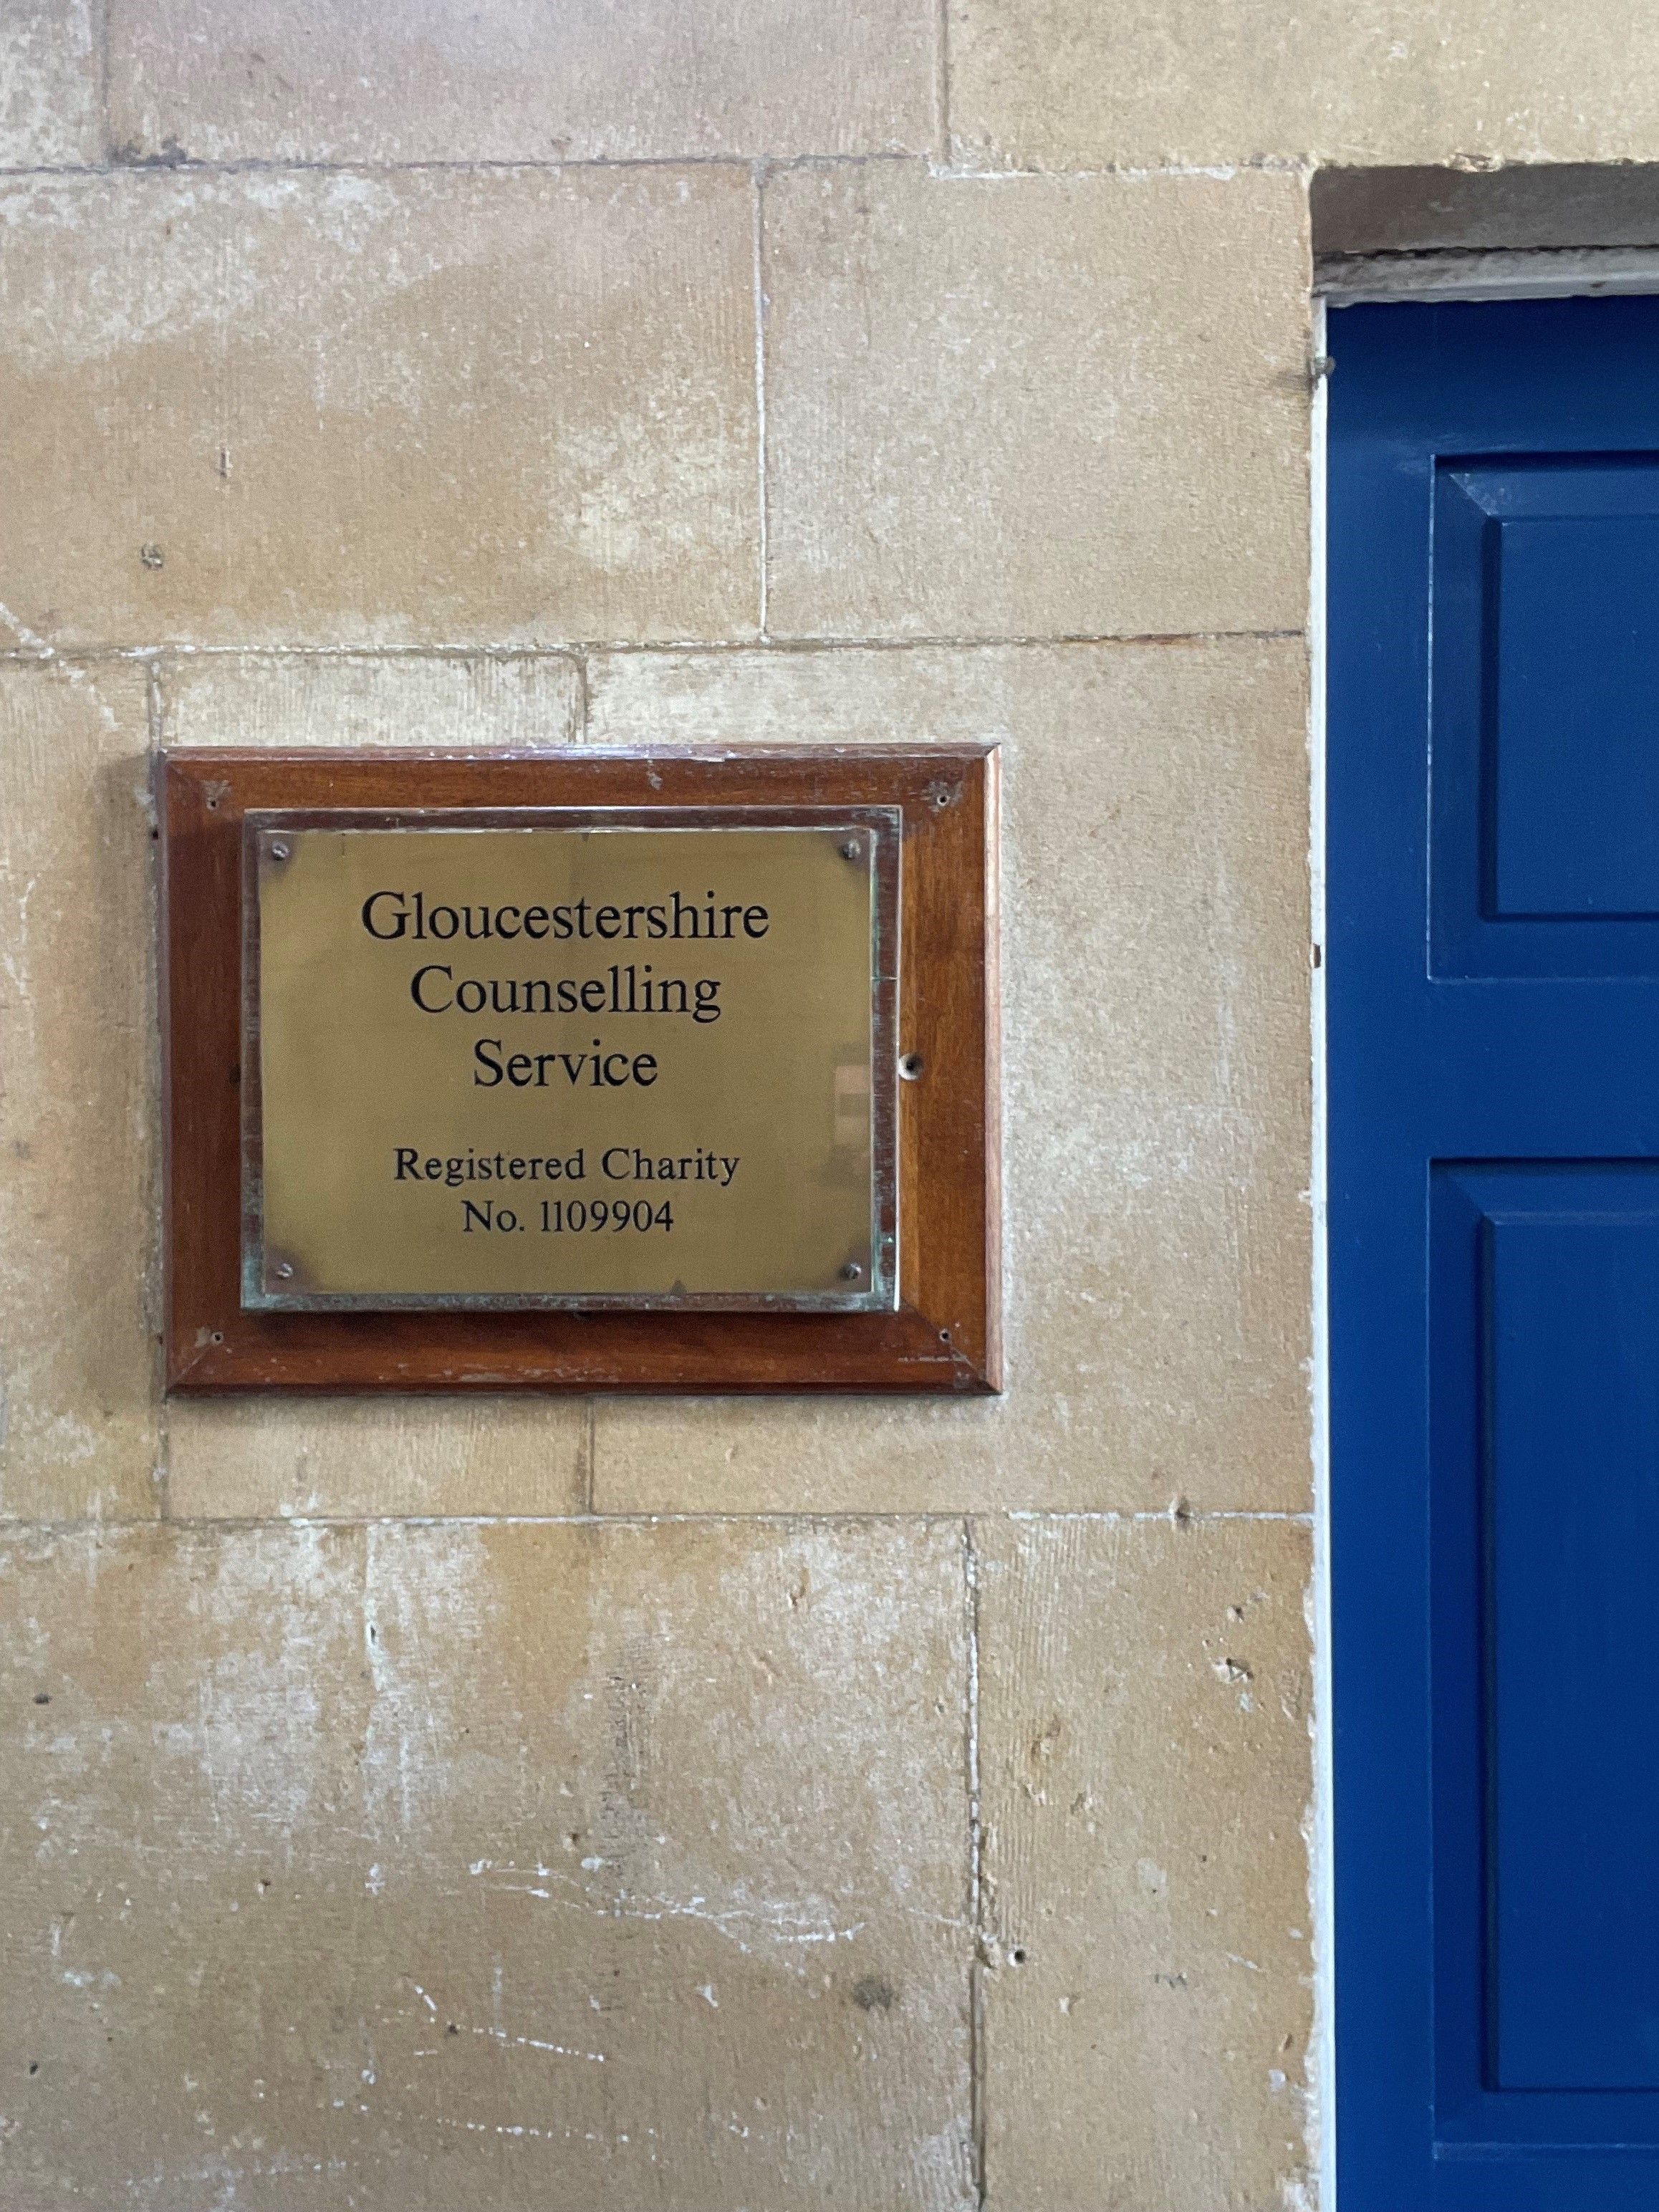 Gloucestershire
Counselling
Service
Registered Charity
No. 1109904